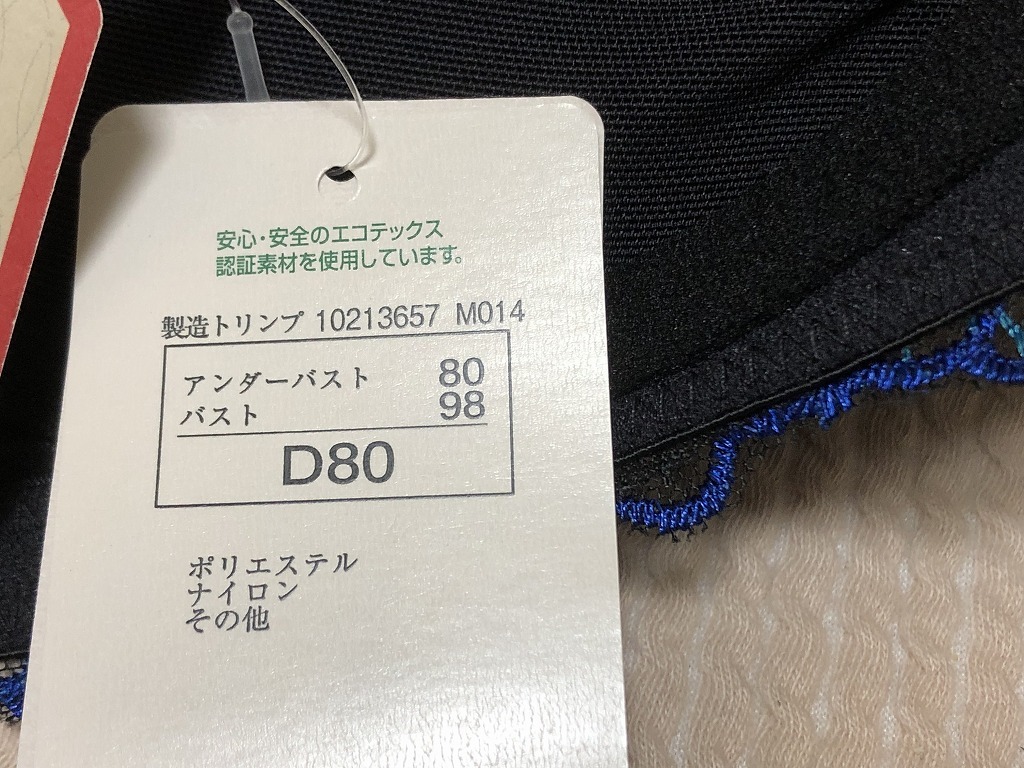 安心・安全のエコテックス
認証素材を使用しています。
製造トリンプ 10213657 M014
アンダーバスト 80
バスト 98
D80
ポリエステル
ナイロン
その他